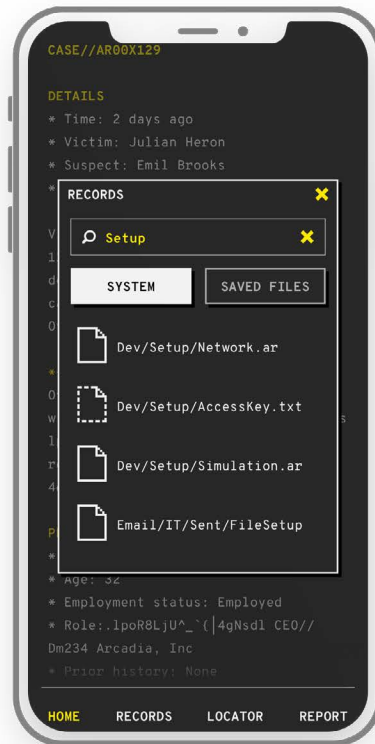 CASE//AR00X129
DETAILS
* Time: 2 days ago
* Victim: Julian Heron
* Suspect: Emil Brooks
*
RECORDS
Setup
SYSTEM
SAVED FILES
Dev/Setup/Network.ar
Dev/Setup/AccessKey.txt
Dev/Setup/Simulation.ar
Email/IT/Sent/FileSetup
* Age: 32
* Employment status: Employed
* Role:.lpoR8LjU^_`(|4gNsdl CEO//
Dm234 Arcadia, Inc
* Prior history: None
HOME
RECORDS
LOCATOR
REPORT